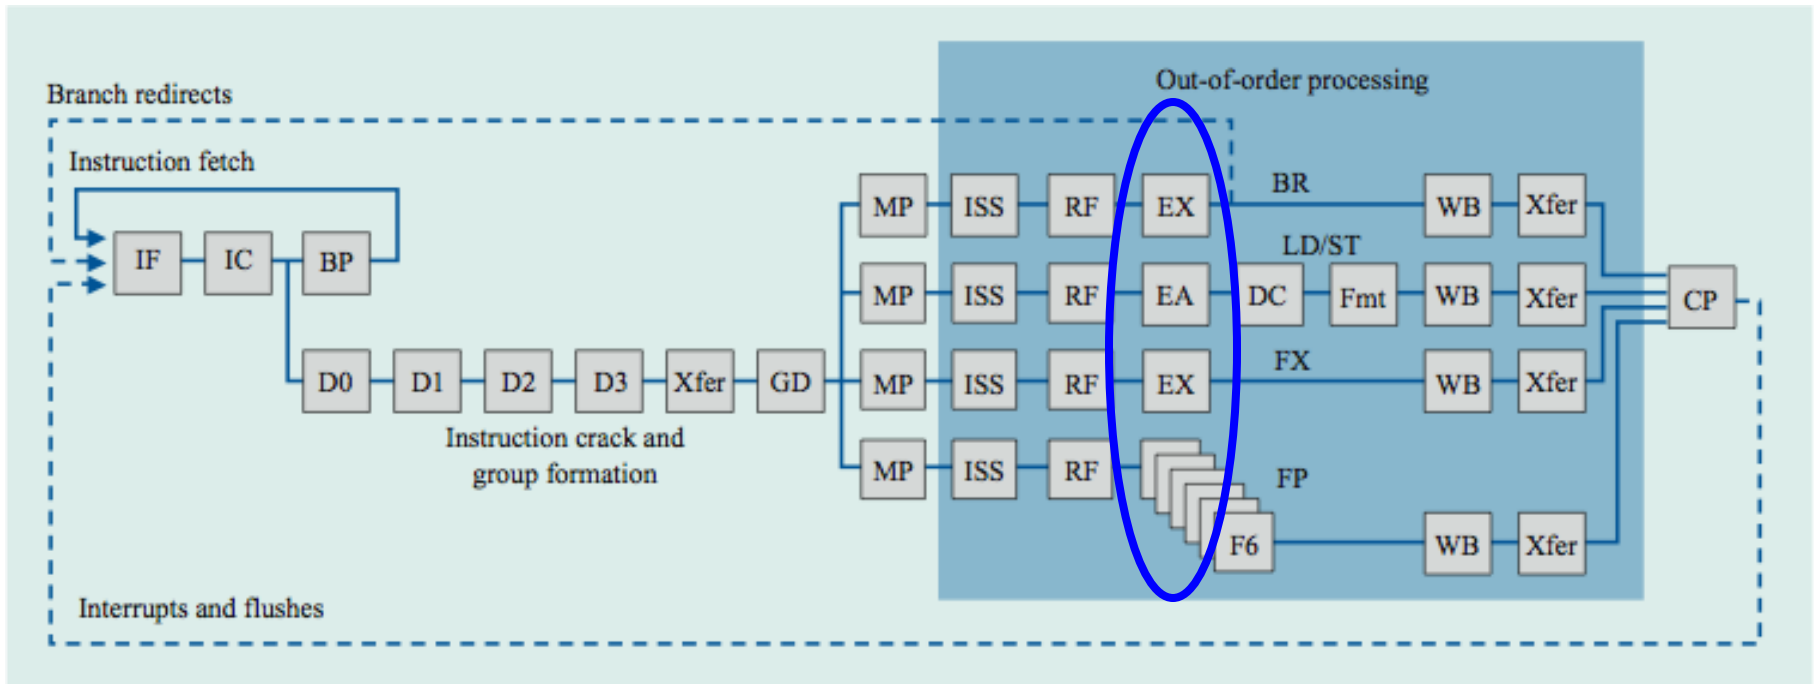 Out-of-order processing
Branch redirects
Instruction fetch
BR
MP ISS RF EX WB Xfer
LD/ST
IF IC BP
MP ISS RF EA DC Fmt WB Xfer CP
FX
D0 D1 D2 D3 Xfer GD MP ISS RF EX WB Xfer
Instruction crack and
group formation
MP ISS RF FP
F6 WB Xfer
Interrupts and flushes